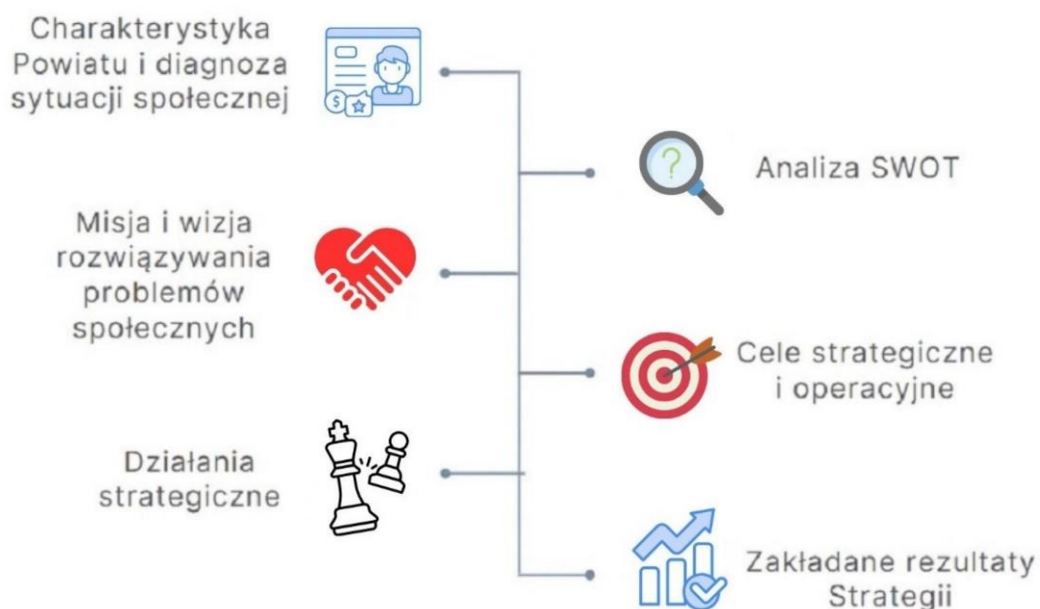 Charakterystyka
Powiatu i diagnoza
sytuacji społecznej
Analiza SWOT
Misja i wizja
rozwiązywania
problemów
społecznych
Cele strategiczne
i operacyjne
Działania
strategiczne
Zakładane rezultaty
Strategii